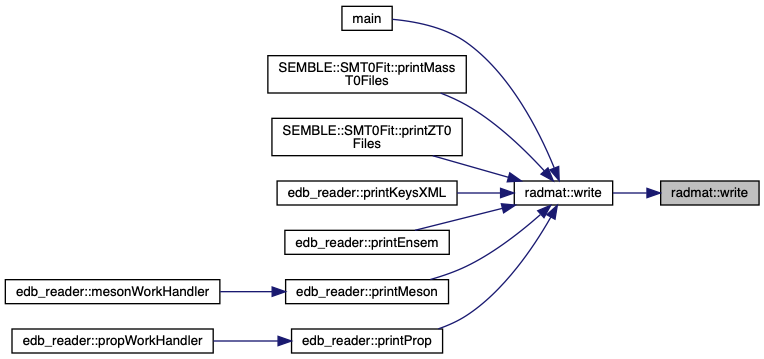 main
SEMBLE::SMT0Fit::printMass
T0Files
SEMBLE::SMT0Fit::printZT0
Files
edb_reader::printKeysXML
radmat::write
radmat::write
edb_reader::printEnsem
edb_reader::mesonWorkHandler
edb_reader::printMeson
edb_reader::propWorkHandler
edb_reader::printProp